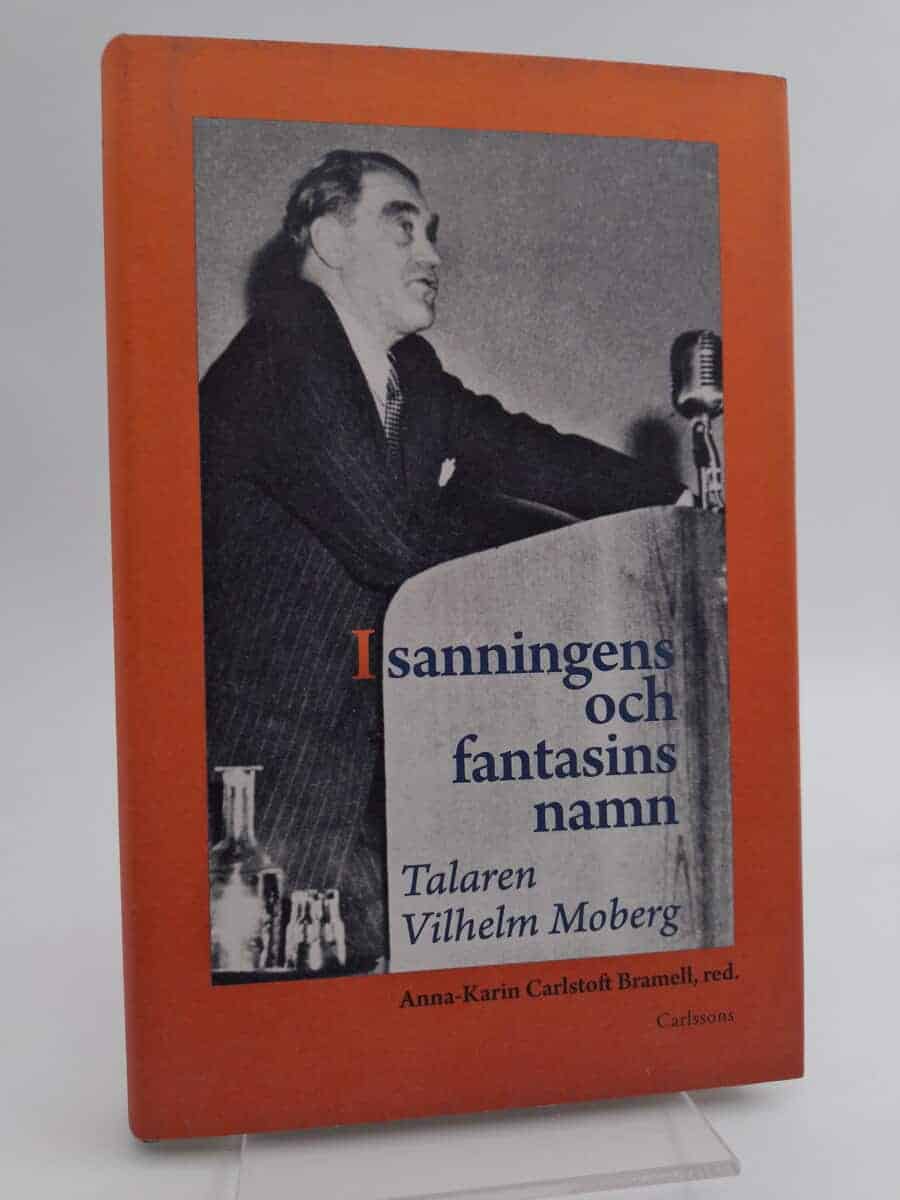 I sanningens
och
fantasins
namn
Talaren
Vilhelm Moberg
Anna-Karin Carlstoft Bramell, red.
Carlssons